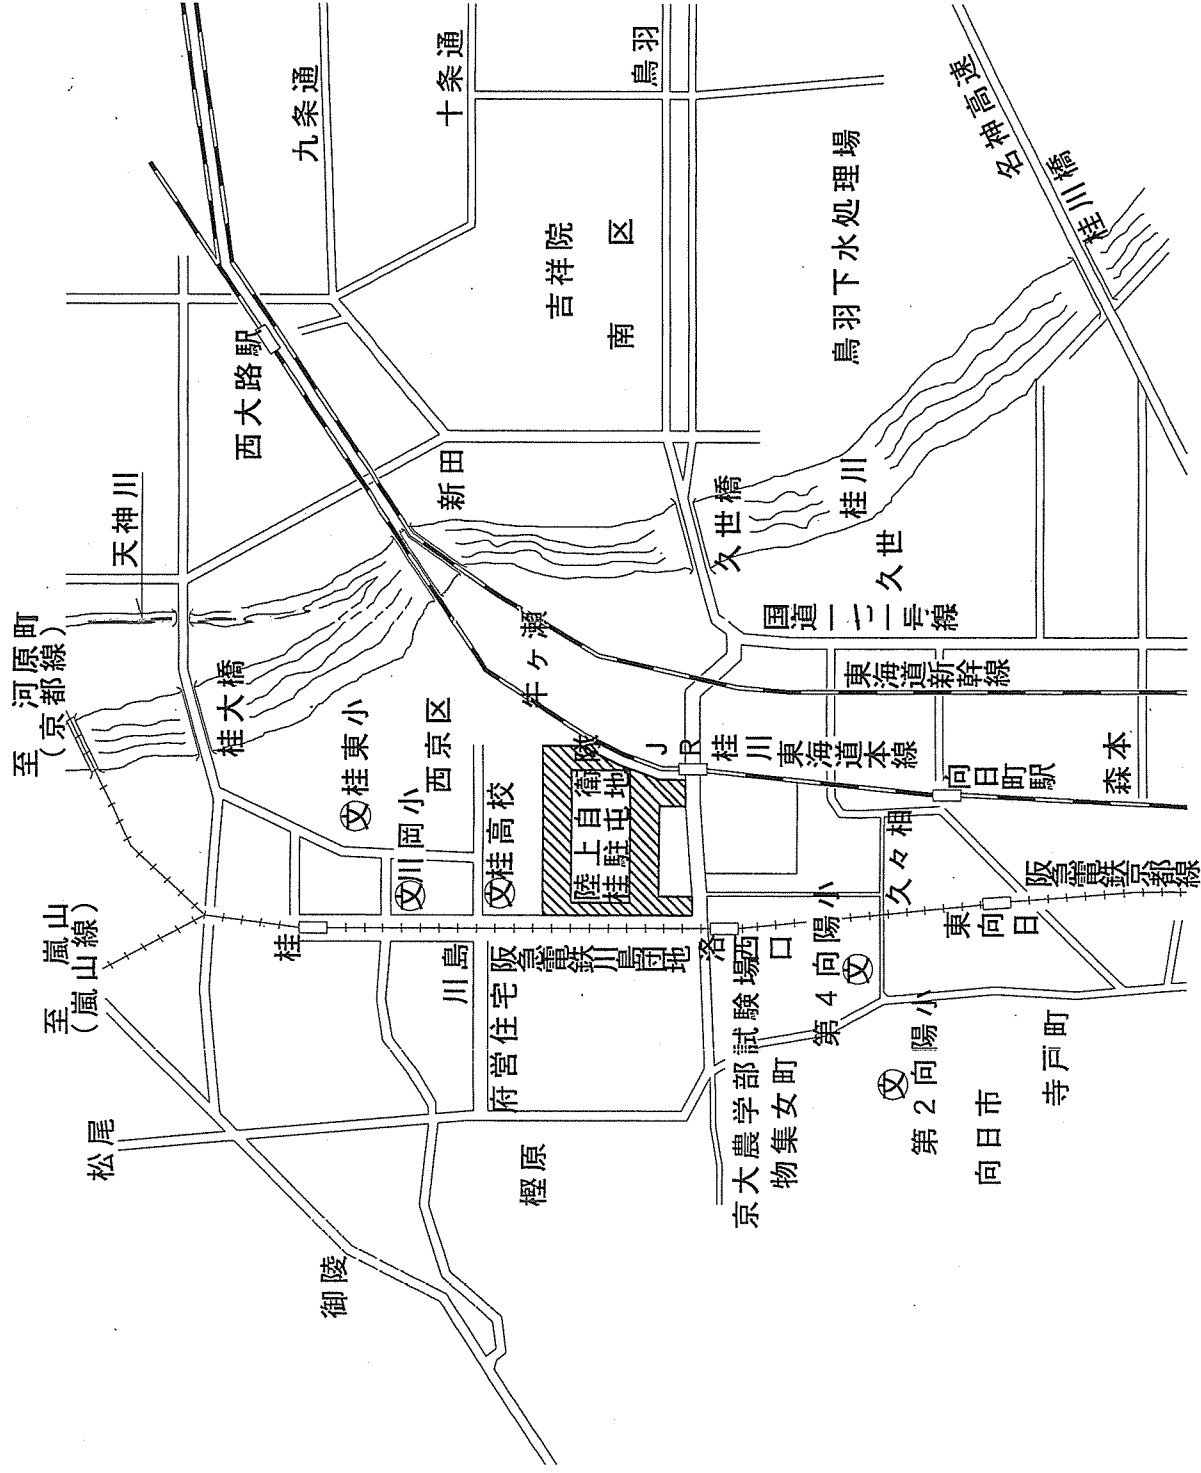 九条通
十条通
鳥羽
名神高速
桂川橋
鳥羽下水処理場
吉祥院
南区
西大路駅
天神川
新田
久世橋
桂川
久世
国道一七一号線
東海道新幹線
至河原町
(京都線)
桂大橋
牛ヶ瀬
西京区
文桂東小
文川岡小
文桂高校
陸上自衛隊
桂駐屯地
JR桂川
東海道本線
向日町駅
森本
久々相
阪急電鉄京都線
東向日
至嵐山
(嵐山線)
桂
川島
阪急電鉄川島団地
府営住宅
洛西口
京大農学部試験場
物集女町
第4向陽小
文
第2向陽小
文
向日市
寺戸町
松尾
御陵
樫原